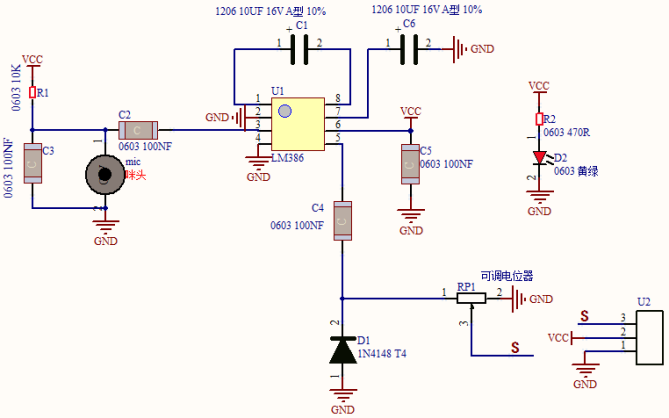 1206 10UF 16V A型 10%
+ C1
1 2
1206 10UF 16V A型 10%
+ C6
1 2
GND
VCC
R1
0603 10K
C2
C
0603 100NF
C3
C
0603 100NF
1
mic
咪头
2
GND
U1
1 8
GND 2 7
3 6
4 5
LM386
GND
VCC
C5
C
0603 100NF
GND
VCC
R2
0603 470R
1
D2
0603 黄绿
2
GND
C4
C
0603 100NF
可调电位器
RP1
1 2
GND
3
S
2
D1
1N4148 T4
1
GND
U2
S 3
VCC 2
1
GND